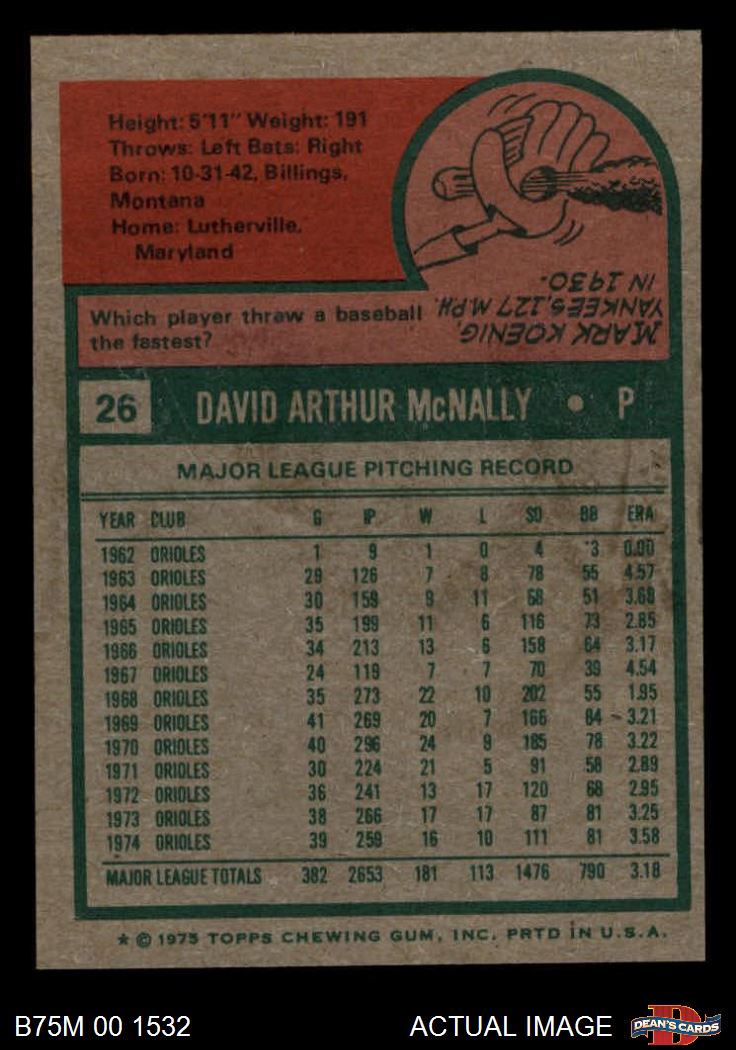 Height: 5'11" Weight: 191
Throws: Left Bats: Right
Born: 10-31-42, Billings,
Montana
Home: Lutherville,
Maryland
Which player threw a baseball
the fastest?
MARK KOENIG,
YANKEES, 127 M.P.H.
IN 1930.
26 DAVID ARTHUR McNALLY • P
MAJOR LEAGUE PITCHING RECORD
YEAR CLUB G IP W L SO BB ERA
1962 ORIOLES 1 9 1 0 4 3 0.00
1963 ORIOLES 29 126 7 8 78 55 4.57
1964 ORIOLES 30 159 9 11 68 51 3.68
1965 ORIOLES 35 199 11 6 116 73 2.85
1966 ORIOLES 34 213 13 6 158 64 3.17
1967 ORIOLES 24 119 7 7 70 39 4.54
1968 ORIOLES 35 273 22 10 202 55 1.95
1969 ORIOLES 41 269 20 7 166 84 3.21
1970 ORIOLES 40 296 24 9 185 78 3.22
1971 ORIOLES 30 224 21 5 91 58 2.89
1972 ORIOLES 36 241 13 17 120 68 2.95
1973 ORIOLES 38 266 17 17 87 81 3.25
1974 ORIOLES 39 259 16 10 111 81 3.58
MAJOR LEAGUE TOTALS 382 2653 181 113 1476 790 3.18
* © 1975 TOPPS CHEWING GUM, INC. PRTD IN U.S.A.
B75M 00 1532 ACTUAL IMAGE DEAN'S CARDS